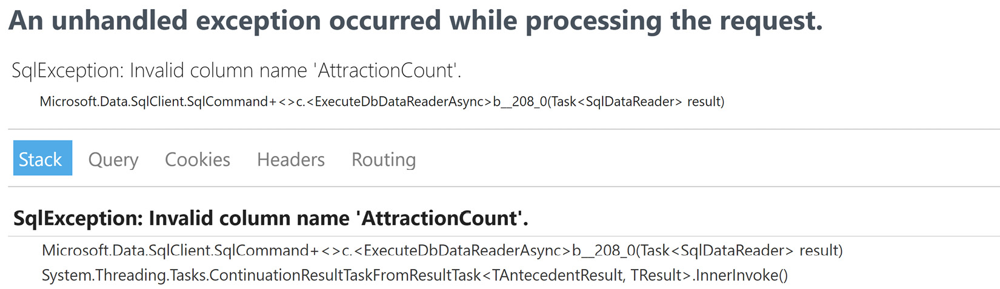 An unhandled exception occurred while processing the request.
SqlException: Invalid column name 'AttractionCount'.
Microsoft.Data.SqlClient.SqlCommand+<>c.<ExecuteDbDataReaderAsync>b__208_0(Task<SqlDataReader> result)
Stack Query Cookies Headers Routing
SqlException: Invalid column name 'AttractionCount'.
Microsoft.Data.SqlClient.SqlCommand+<>c.<ExecuteDbDataReaderAsync>b__208_0(Task<SqlDataReader> result)
System.Threading.Tasks.ContinuationResultTaskFromResultTask<TAntecedentResult, TResult>.InnerInvoke()